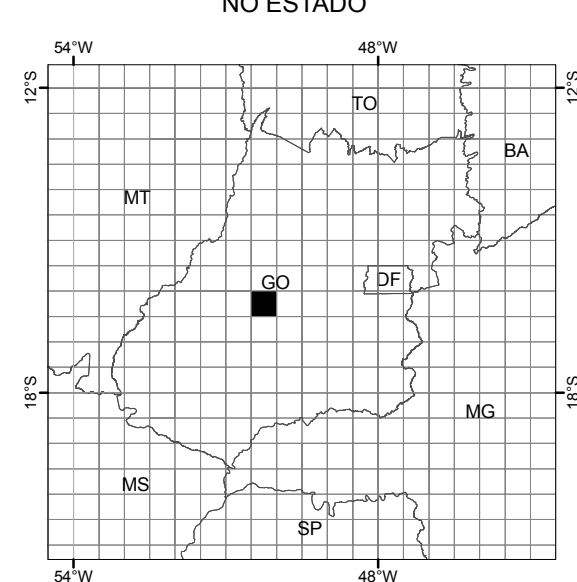 NO ESTADO
54°W 48°W
12°S 12°S
TO
BA
MT
GO DF
18°S 18°S
MG
MS
SP
54°W 48°W